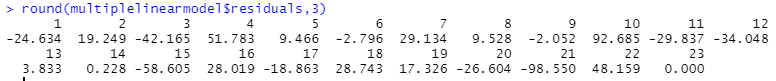 > round(multiplelinearmodel$residuals,3)
1 2 3 4 5 6 7 8 9 10 11 12
-24.634 19.249 -42.165 51.783 9.466 -2.796 29.134 9.528 -2.052 92.685 -29.837 -34.048
13 14 15 16 17 18 19 20 21 22 23
3.833 0.228 -58.605 28.019 -18.863 28.743 17.326 -26.604 -98.550 48.159 0.000